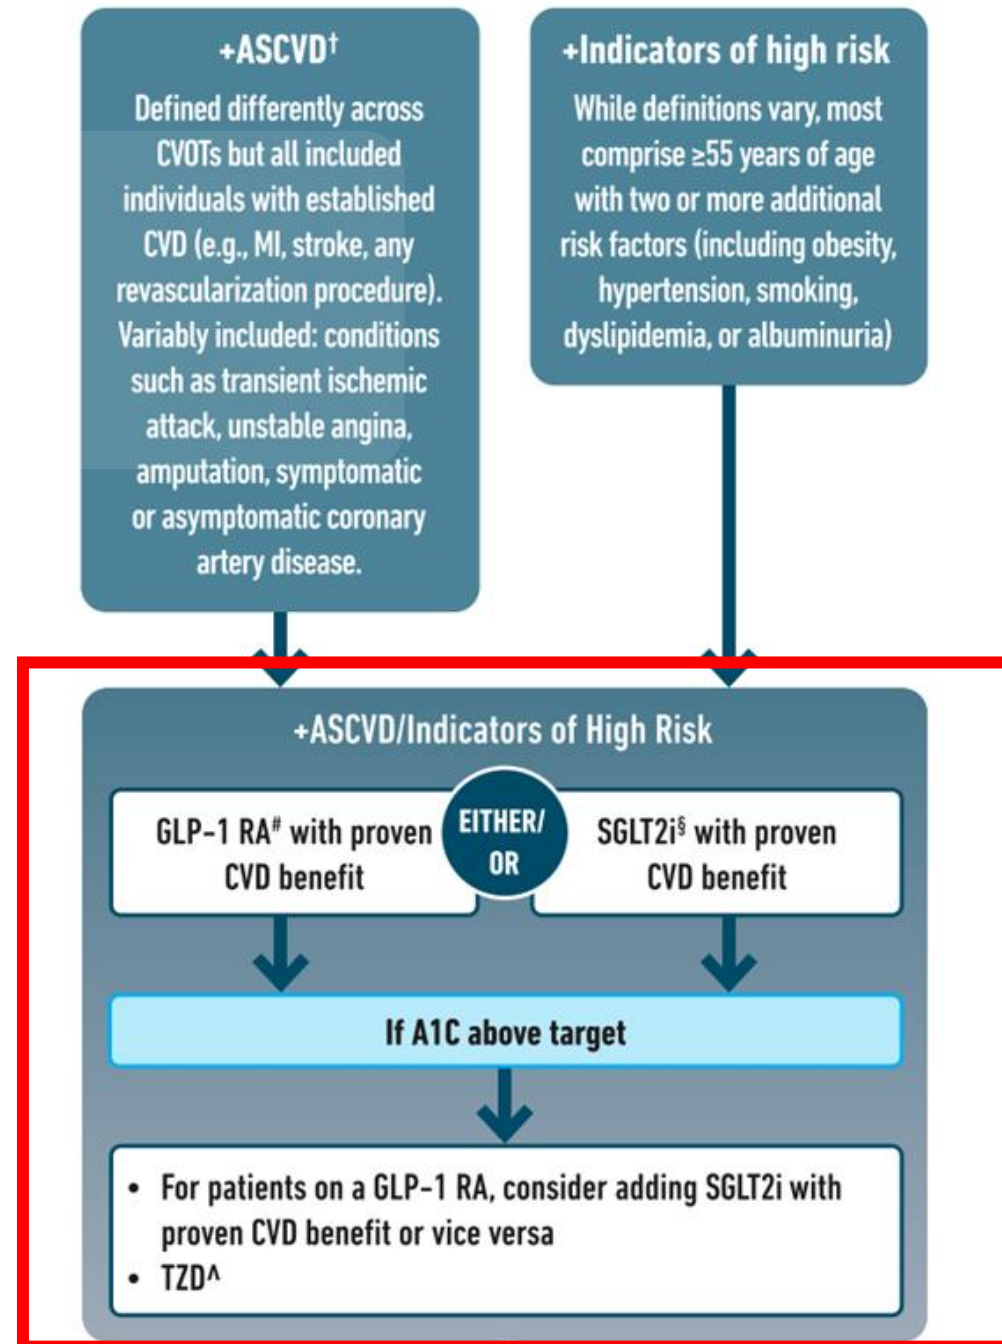 +ASCVD†
Defined differently across
CVOTs but all included
individuals with established
CVD (e.g., MI, stroke, any
revascularization procedure).
Variably included: conditions
such as transient ischemic
attack, unstable angina,
amputation, symptomatic
or asymptomatic coronary
artery disease.
+Indicators of high risk
While definitions vary, most
comprise ≥55 years of age
with two or more additional
risk factors (including obesity,
hypertension, smoking,
dyslipidemia, or albuminuria)
+ASCVD/Indicators of High Risk
GLP-1 RA# with proven
CVD benefit
EITHER/
OR
SGLT2i§ with proven
CVD benefit
If A1C above target
• For patients on a GLP-1 RA, consider adding SGLT2i with
proven CVD benefit or vice versa
• TZD^